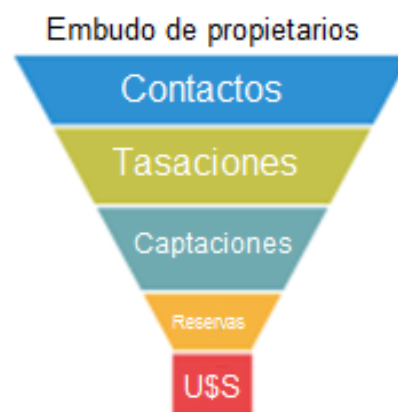 Embudo de propietarios
Contactos
Tasaciones
Captaciones
Reservas
U$S